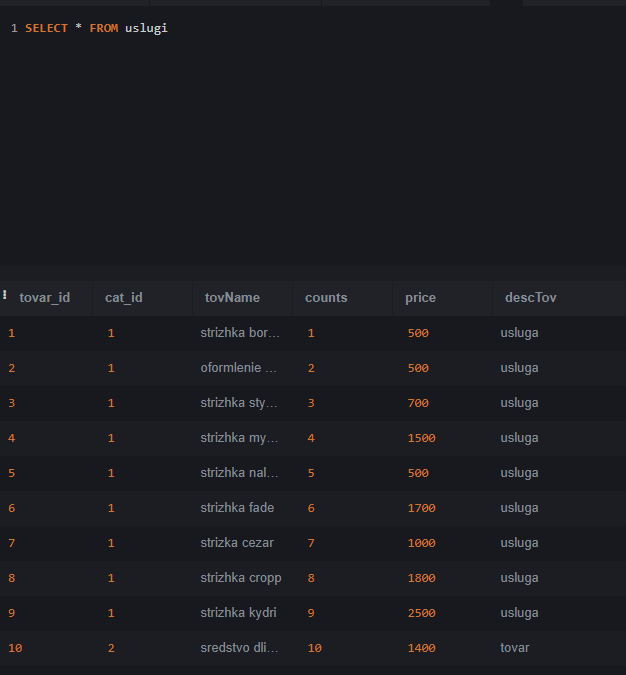 1 SELECT * FROM uslugi
tovar_id cat_id tovName counts price descTov
1 1 strizhka bor... 1 500 usluga
2 1 oformlenie ... 2 500 usluga
3 1 strizhka sty... 3 700 usluga
4 1 strizhka my... 4 1500 usluga
5 1 strizhka nal... 5 500 usluga
6 1 strizhka fade 6 1700 usluga
7 1 strizka cezar 7 1000 usluga
8 1 strizhka cropp 8 1800 usluga
9 1 strizhka kydri 9 2500 usluga
10 2 sredstvo dli... 10 1400 tovar